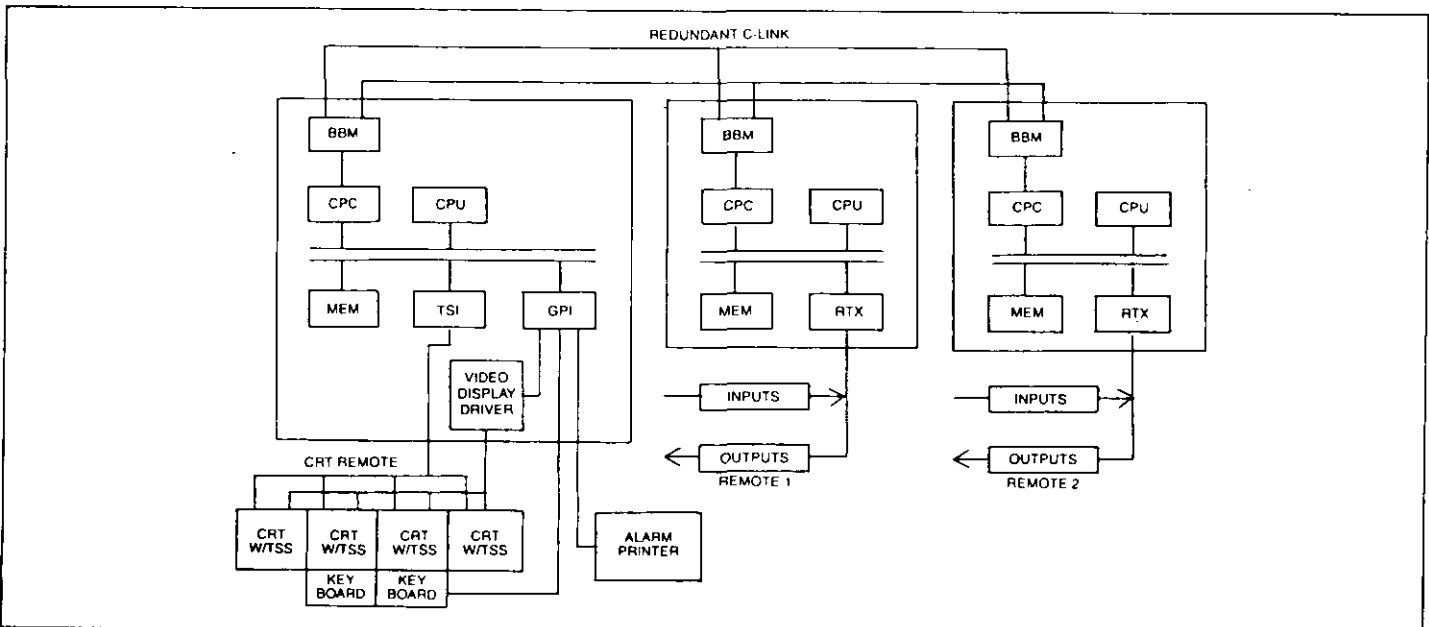 REDUNDANT C-LINK
BBM
CPC
CPU
MEM
TSI
GPI
VIDEO
DISPLAY
DRIVER
CRT REMOTE
CRT
W/TSS
CRT
W/TSS
CRT
W/TSS
CRT
W/TSS
KEY
BOARD
KEY
BOARD
ALARM
PRINTER
BBM
CPC
CPU
MEM
RTX
INPUTS
OUTPUTS
REMOTE 1
BBM
CPC
CPU
MEM
RTX
INPUTS
OUTPUTS
REMOTE 2